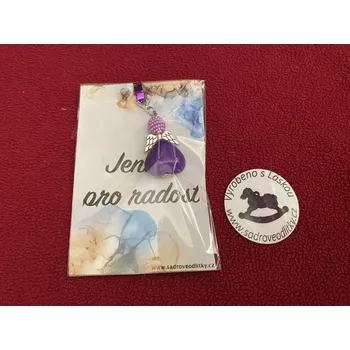 Jen
pro radost
www.sadroveodlitky.cz
Vyrobeno s Láskou
www.sadroveodlitky.cz